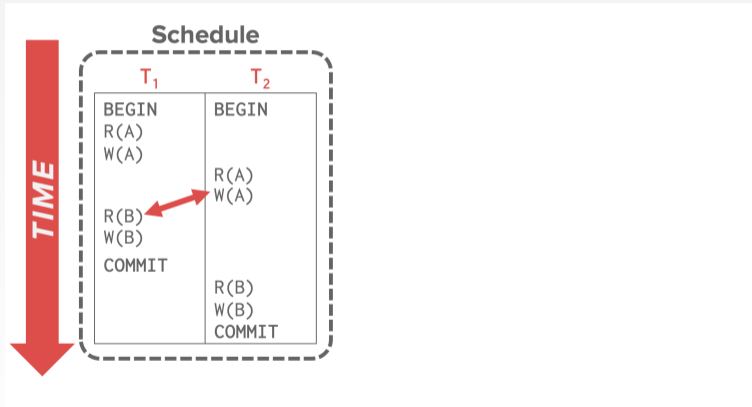 Schedule
TIME
T1 T2
BEGIN BEGIN
R(A)
W(A)
R(A)
W(A)
R(B)
W(B)
COMMIT
R(B)
W(B)
COMMIT